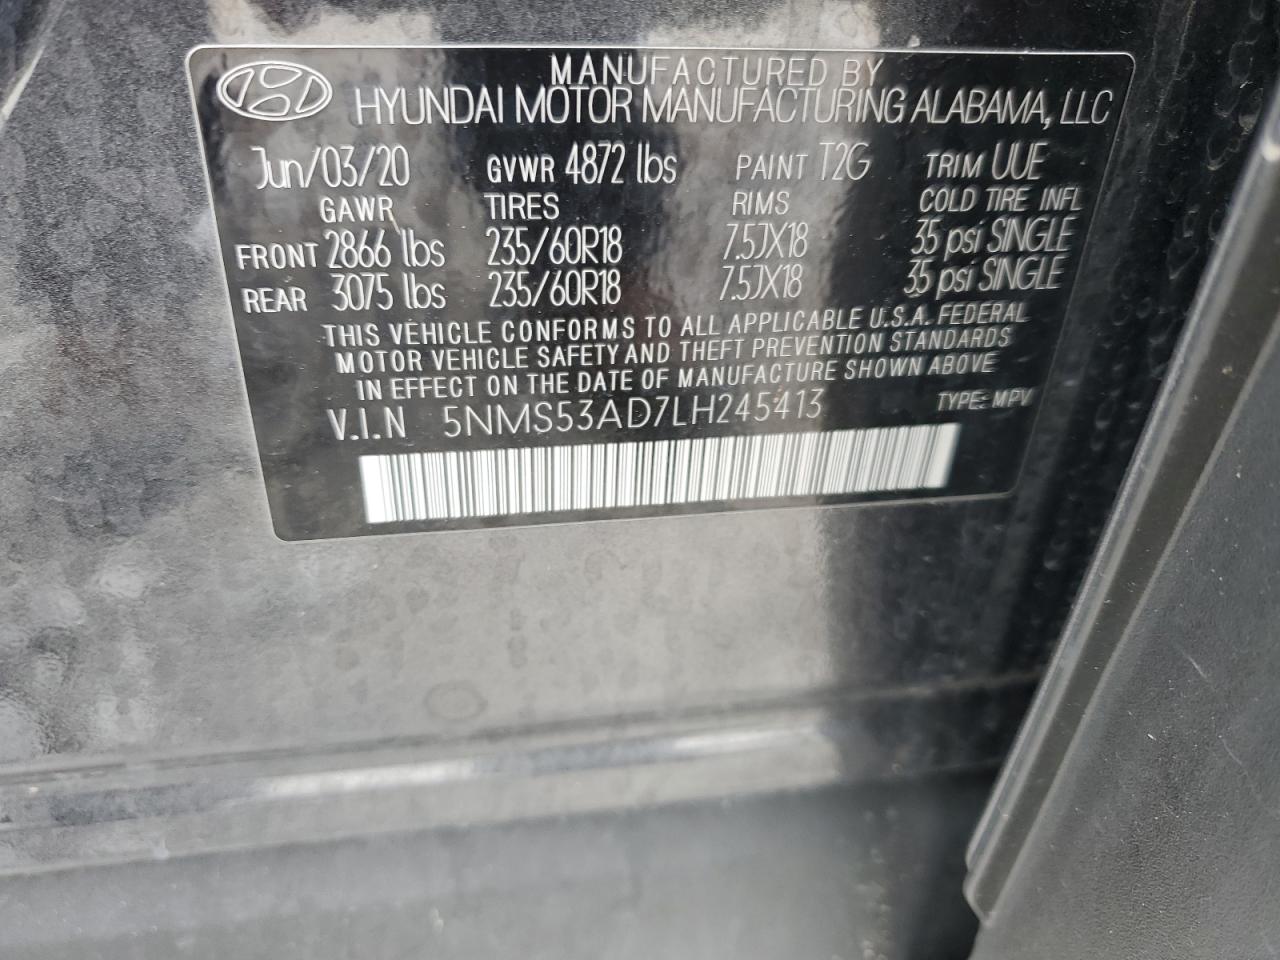 MANUFACTURED BY
HYUNDAI MOTOR MANUFACTURING ALABAMA, LLC
Jun/03/20 GVWR 4872 lbs PAINT T2G TRIM UUE
GAWR TIRES RIMS COLD TIRE INFL
FRONT 2866 lbs 235/60R18 7.5JX18 35 psi SINGLE
REAR 3075 lbs 235/60R18 7.5JX18 35 psi SINGLE
THIS VEHICLE CONFORMS TO ALL APPLICABLE U.S.A. FEDERAL
MOTOR VEHICLE SAFETY AND THEFT PREVENTION STANDARDS
IN EFFECT ON THE DATE OF MANUFACTURE SHOWN ABOVE
V.I.N 5NMS53AD7LH245413 TYPE: MPV